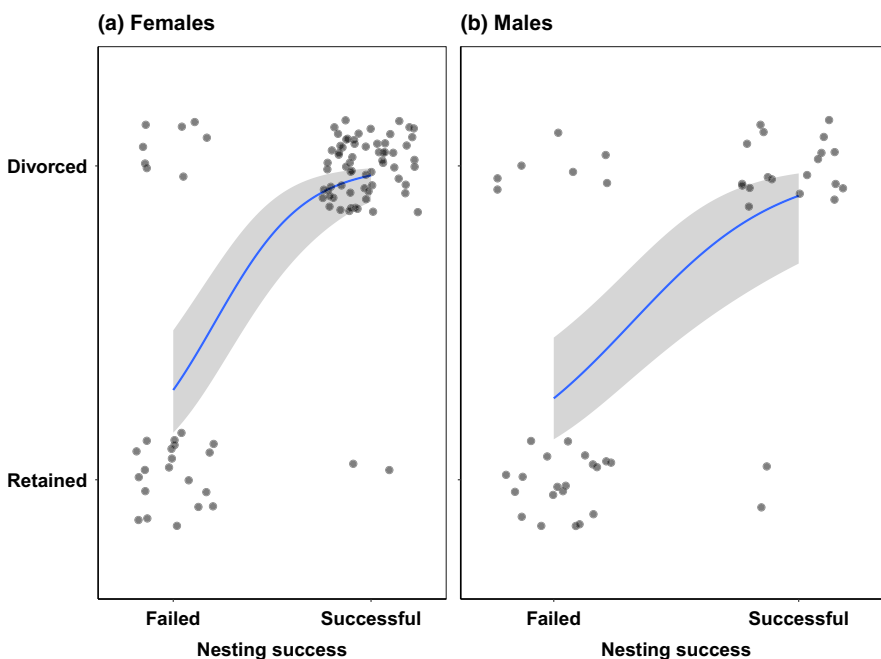 (a) Females
(b) Males
Divorced
Retained
Failed
Successful
Failed
Successful
Nesting success
Nesting success